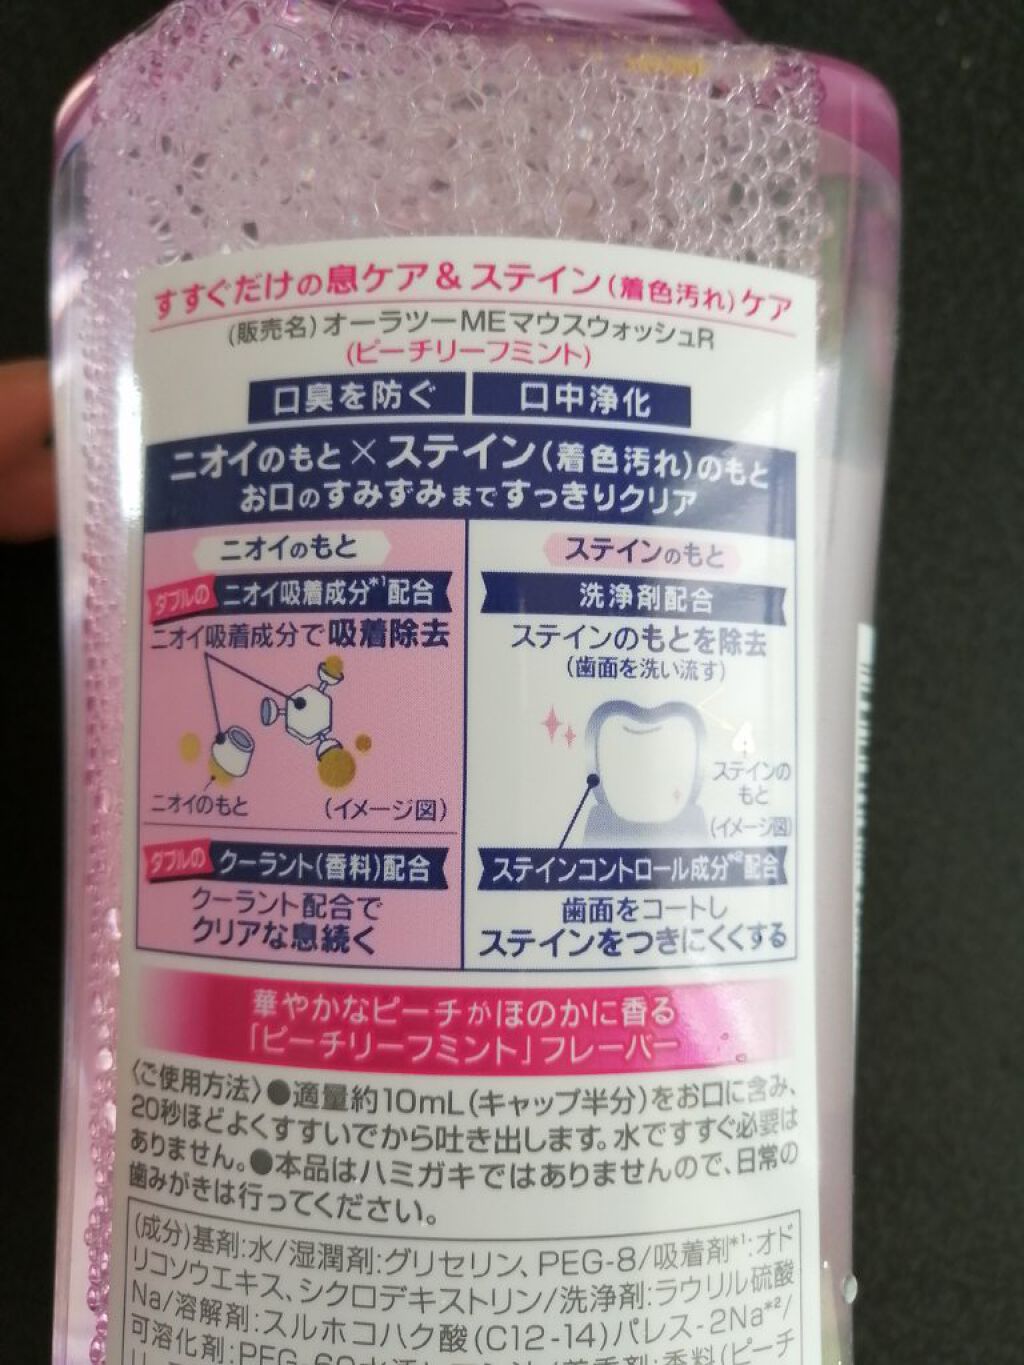 すすぐだけの息ケア&ステイン(着色汚れ)ケア
(販売名)オーラツーMEマウスウォッシュR
(ピーチリーフミント)
口臭を防ぐ
口中浄化
ニオイのもと×ステイン(着色汚れ)のもと
お口のすみずみまですっきりクリア
ニオイのもと
ダブルの ニオイ吸着成分*1配合
ニオイ吸着成分で吸着除去
ニオイのもと
(イメージ図)
ダブルの クーラント(香料)配合
クーラント配合で
クリアな息続く
ステインのもと
洗浄剤配合
ステインのもとを除去
(歯面を洗い流す)
ステインの
もと
(イメージ図)
ステインコントロール成分*2配合
歯面をコートし
ステインをつきにくくする
華やかなピーチがほのかに香る
「ピーチリーフミント」フレーバー
〈ご使用方法〉●適量約10mL(キャップ半分)をお口に含み、
20秒ほどよくすすいでから吐き出します。水ですすぐ必要は
ありません。●本品はハミガキではありませんので、日常の
歯みがきは行ってください。
(成分)基剤:水/湿潤剤:グリセリン、PEG-8/吸着剤*1:オド
リコソウエキス、シクロデキストリン/洗浄剤:ラウリル硫酸
Na/溶解剤:スルホコハク酸(C12-14)パレス-2Na*2/
可溶化剤:PEG-60水添
香料(ピーチ